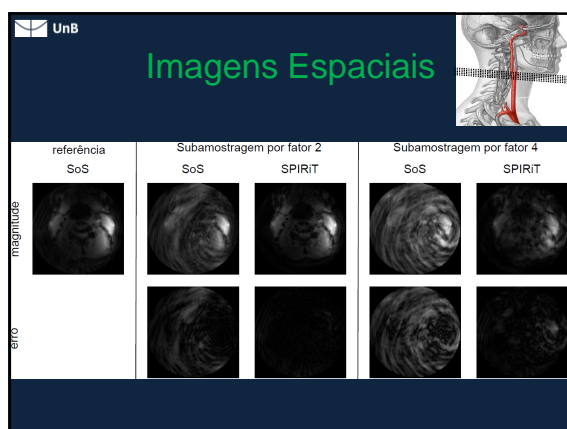 UnB
Imagens Espaciais
referência
Subamostragem por fator 2
Subamostragem por fator 4
SoS
SoS
SPIRiT
SoS
SPIRiT
magnitude
erro